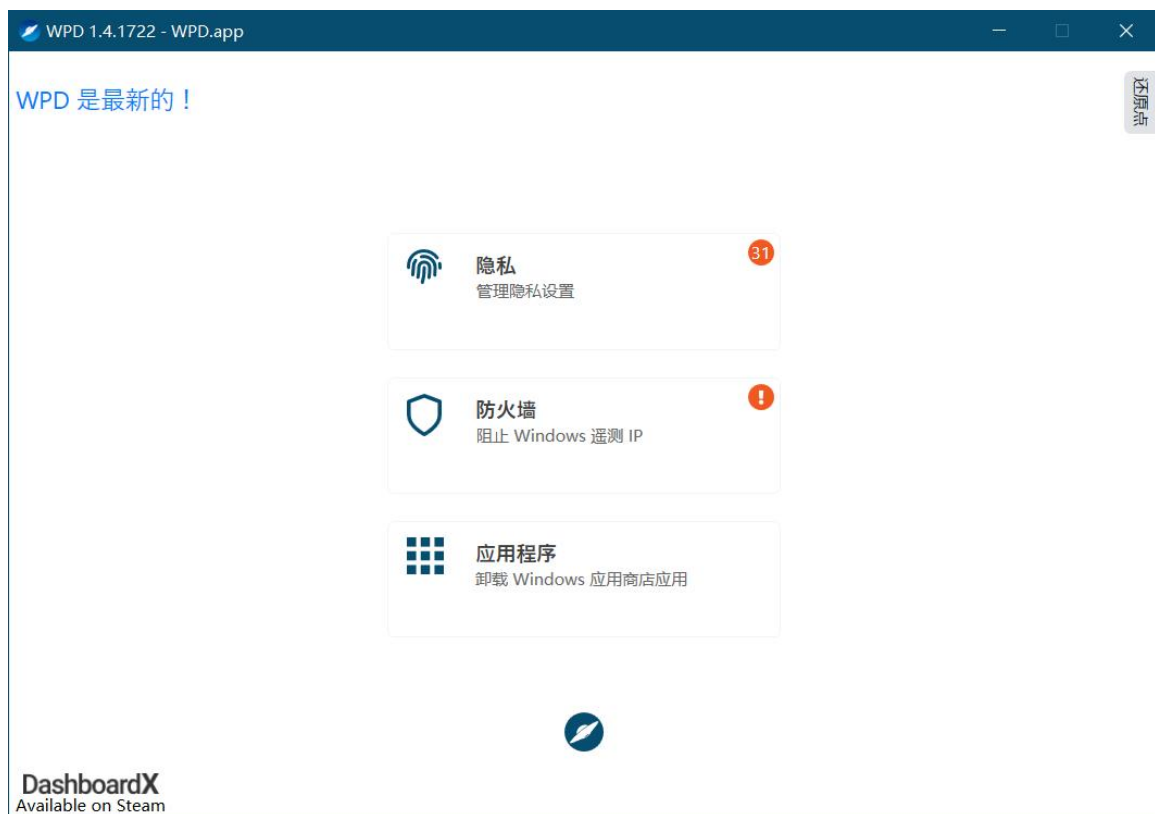 WPD 1.4.1722 - WPD.app
WPD 是最新的！
还原点
隐私
31
管理隐私设置
防火墙
!
阻止 Windows 遥测 IP
应用程序
卸载 Windows 应用商店应用
DashboardX
Available on Steam